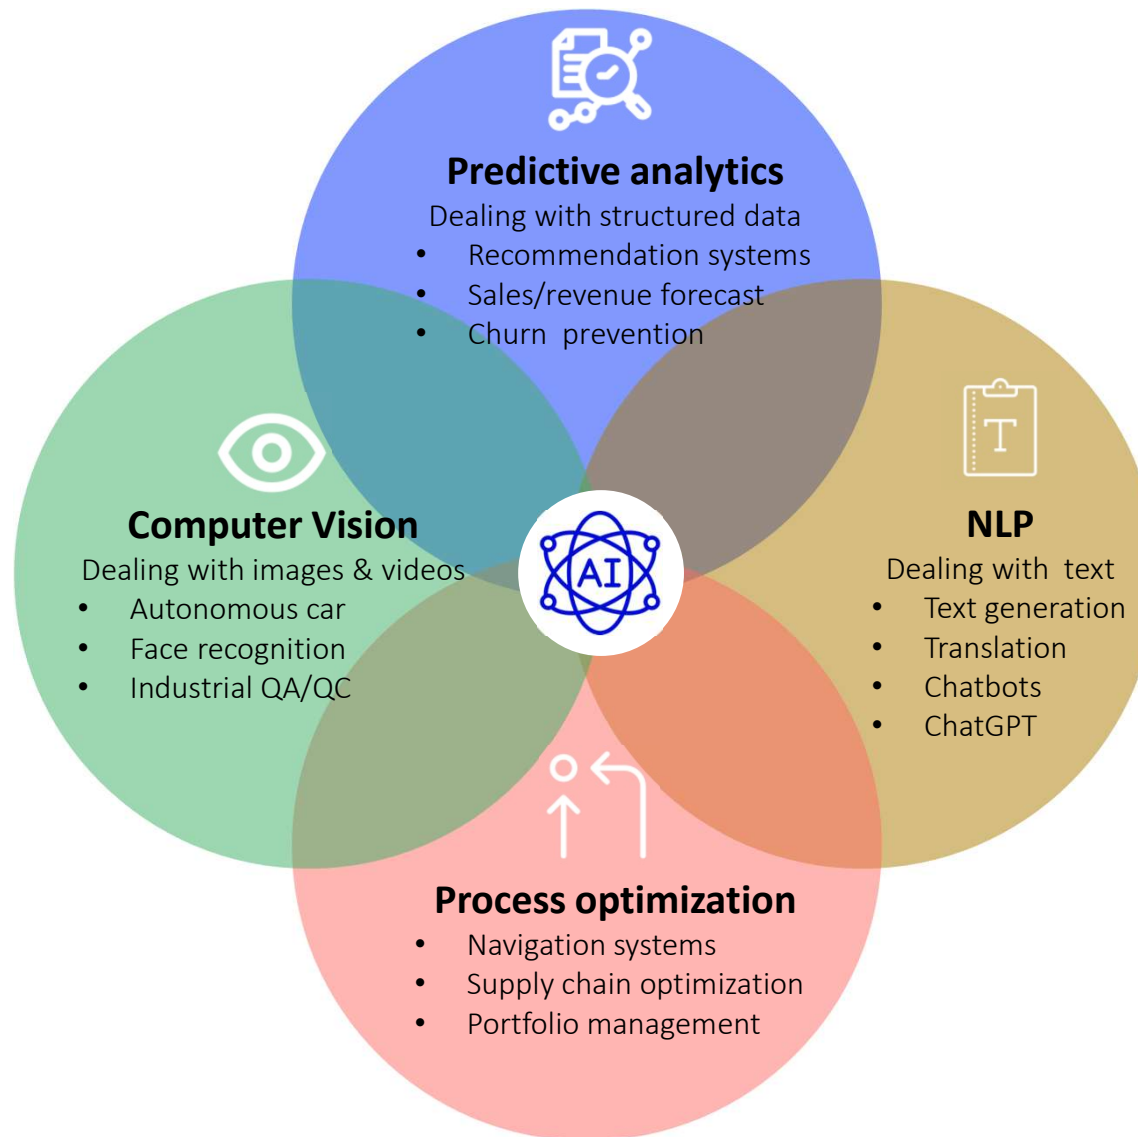 Predictive analytics
Dealing with structured data
• Recommendation systems
• Sales/revenue forecast
• Churn  prevention
Computer Vision
Dealing with images & videos
• Autonomous car
• Face recognition
• Industrial QA/QC
AI
T
NLP
Dealing with  text
• Text generation
• Translation
• Chatbots
• ChatGPT
Process optimization
• Navigation systems
• Supply chain optimization
• Portfolio management